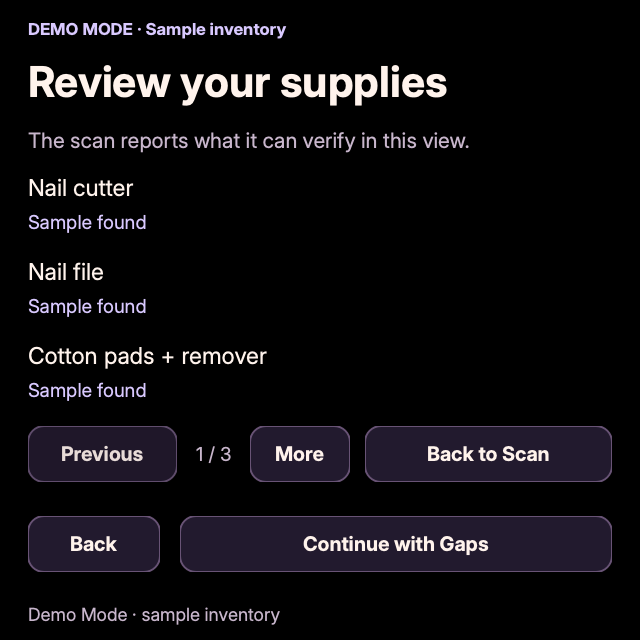 DEMO MODE · Sample inventory
Review your supplies
The scan reports what it can verify in this view.
Nail cutter
Sample found
Nail file
Sample found
Cotton pads + remover
Sample found
Previous 1 / 3 More Back to Scan
Back Continue with Gaps
Demo Mode · sample inventory